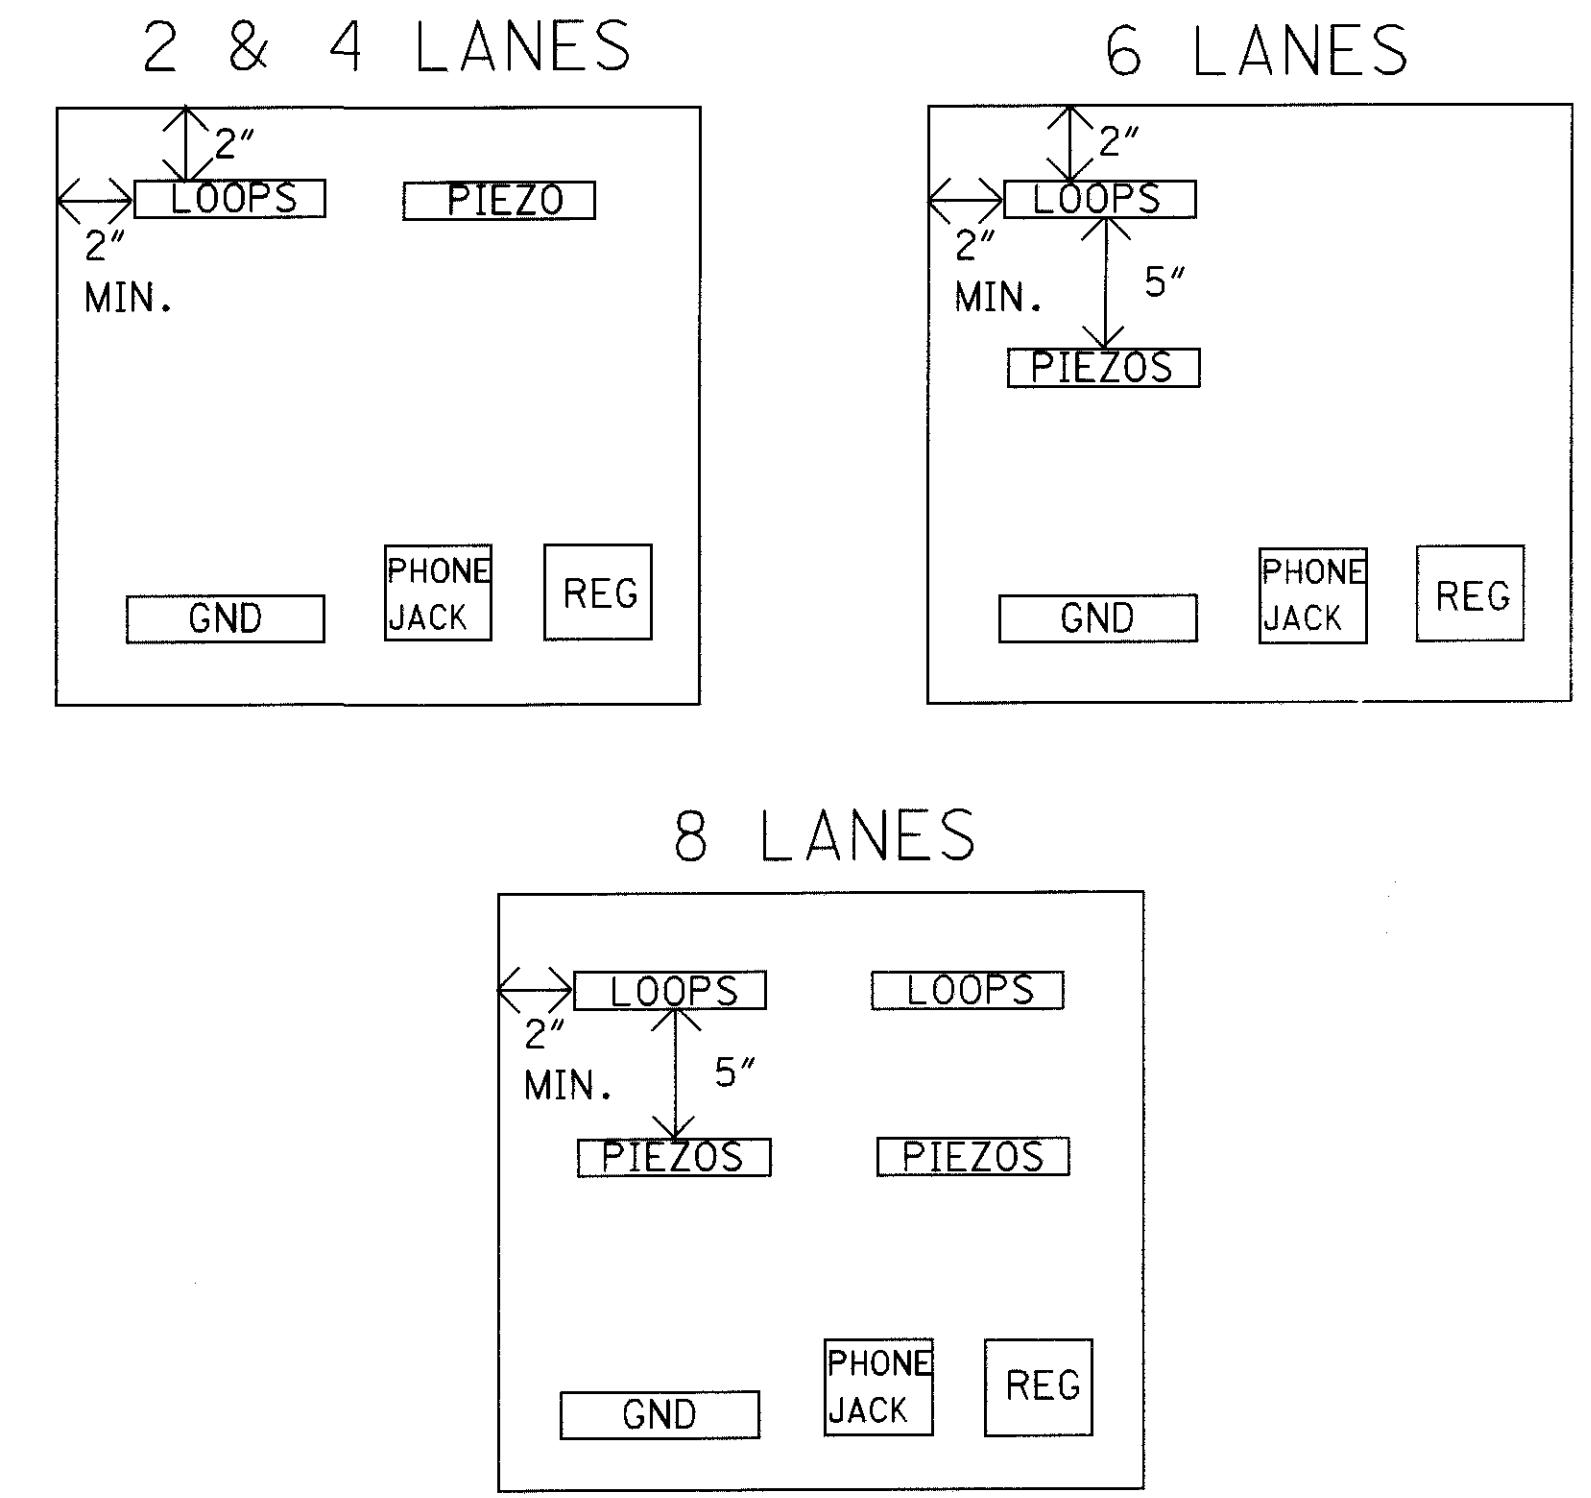 2 & 4 LANES
2"
LOOPS
PIEZO
2"
MIN.
PHONE
JACK
REG
GND
6 LANES
2"
LOOPS
2"
MIN.
5"
PIEZOS
PHONE
JACK
REG
GND
8 LANES
LOOPS
LOOPS
2"
MIN.
5"
PIEZOS
PIEZOS
PHONE
JACK
REG
GND